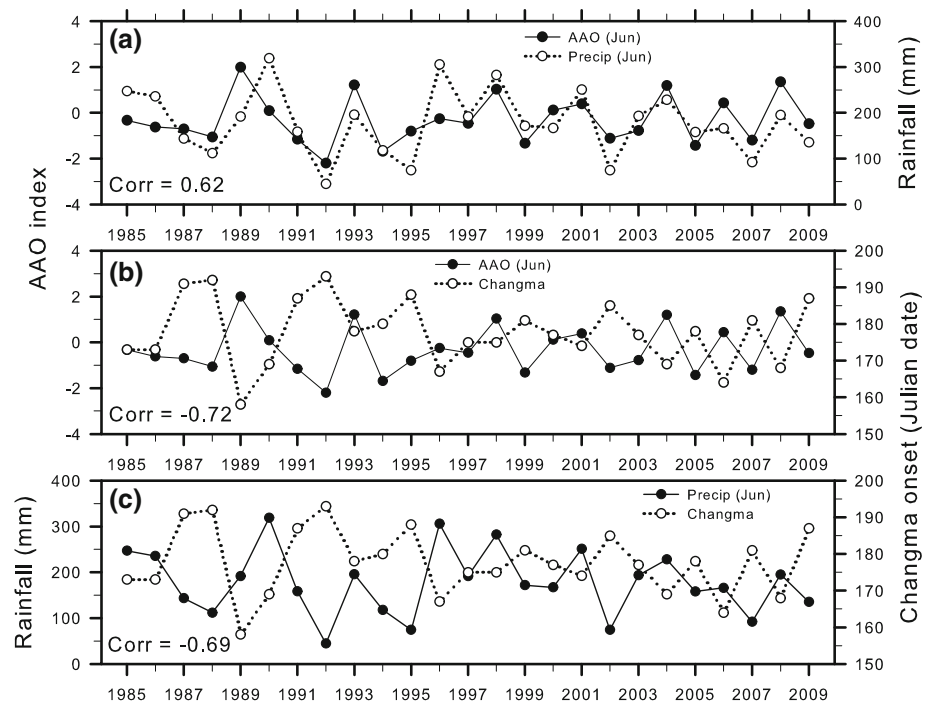 (a)
AAO (Jun)
Precip (Jun)
Corr = 0.62
4
2
0
-2
-4
400
300
200
100
0
1985 1987 1989 1991 1993 1995 1997 1999 2001 2003 2005 2007 2009
AAO index
Rainfall (mm)
(b)
AAO (Jun)
Changma
Corr = -0.72
4
2
0
-2
-4
200
190
180
170
160
150
1985 1987 1989 1991 1993 1995 1997 1999 2001 2003 2005 2007 2009
(c)
Precip (Jun)
Changma
Corr = -0.69
400
300
200
100
0
200
190
180
170
160
150
1985 1987 1989 1991 1993 1995 1997 1999 2001 2003 2005 2007 2009
Rainfall (mm)
Changma onset (Julian date)